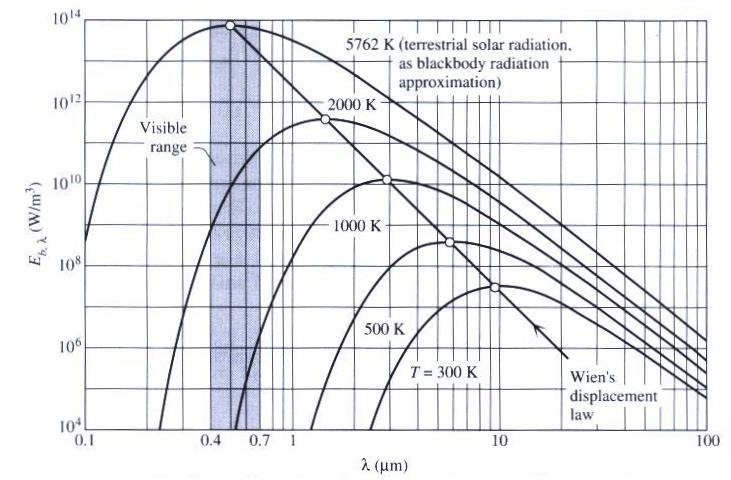 10^14
10^12
10^10
10^8
10^6
10^4
E_b, λ (W/m^3)
5762 K (terrestrial solar radiation,
as blackbody radiation
approximation)
2000 K
Visible
range
1000 K
500 K
T = 300 K
Wien's
displacement
law
0.1
0.4
0.7
1
10
100
λ (μm)